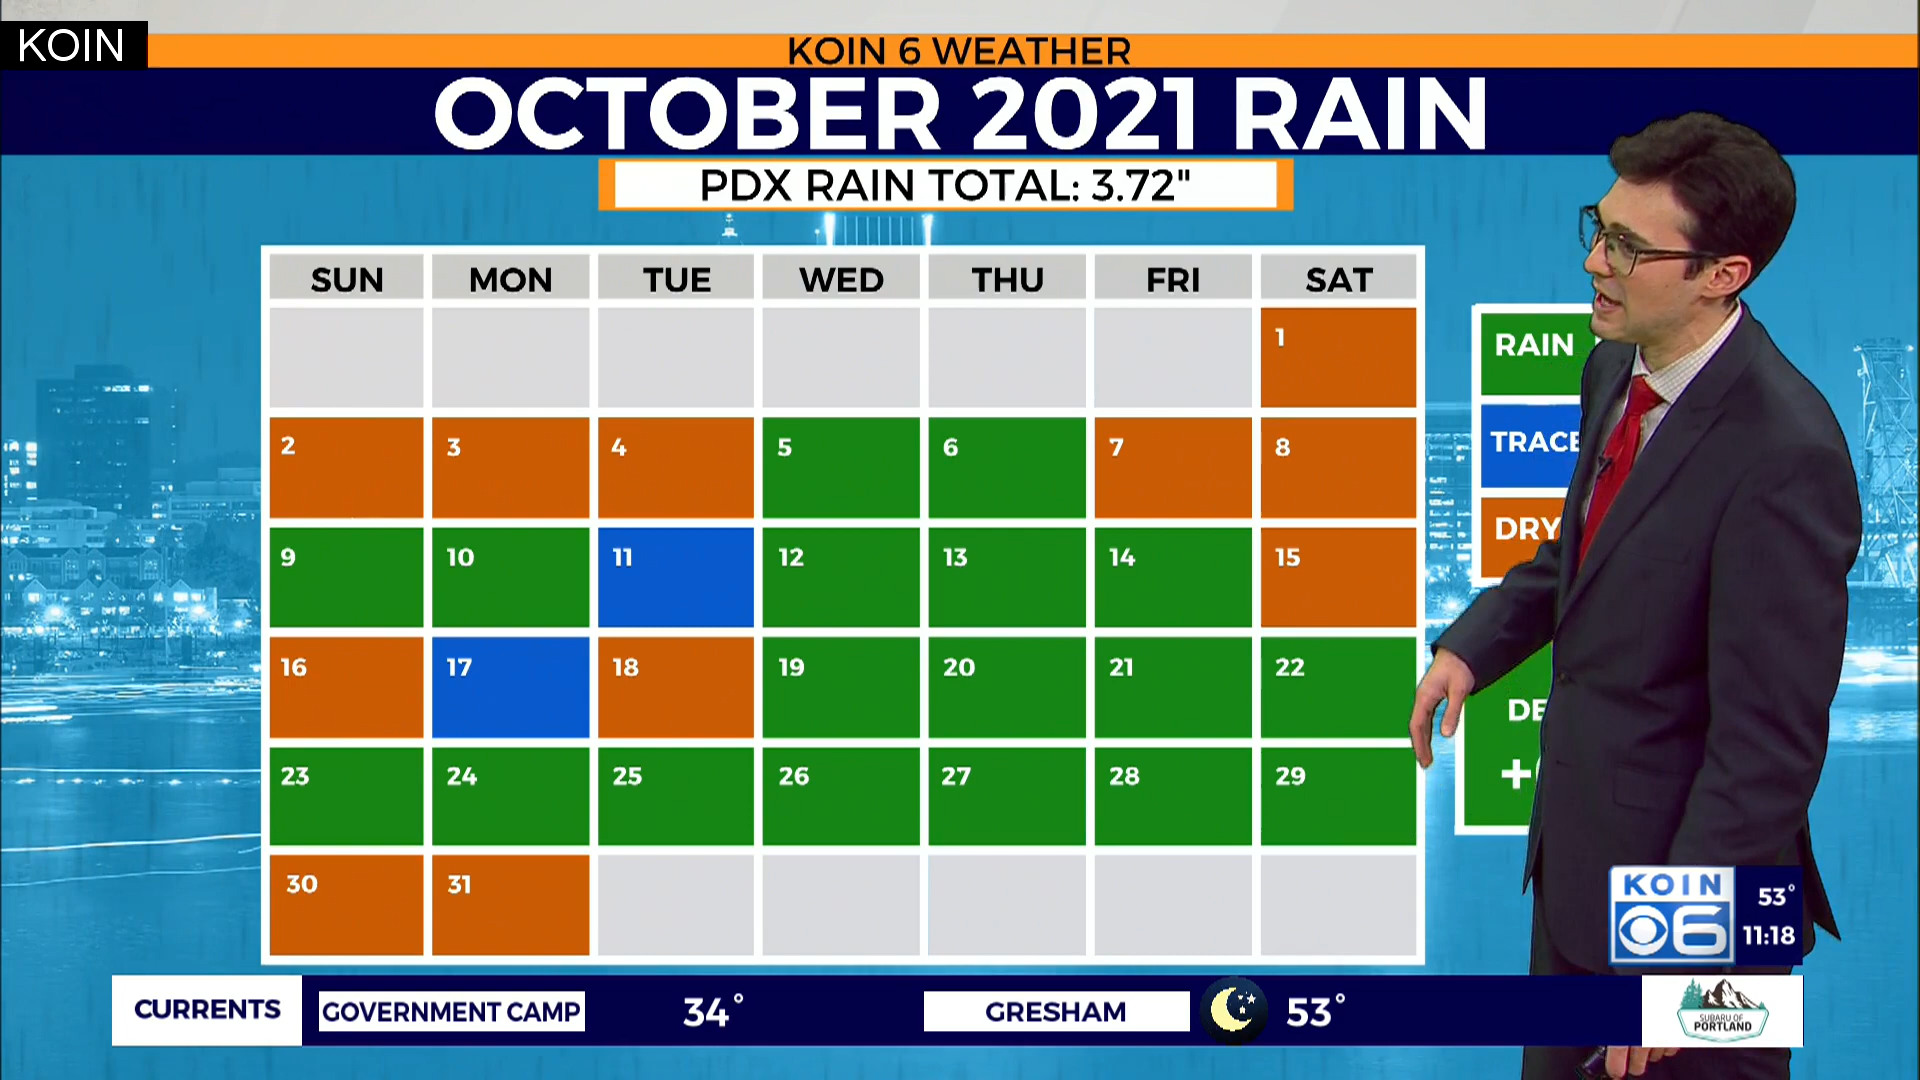 KOIN
KOIN 6 WEATHER
OCTOBER 2021 RAIN
PDX RAIN TOTAL: 3.72"
SUN MON TUE WED THU FRI SAT
1
2 3 4 5 6 7 8
9 10 11 12 13 14 15
16 17 18 19 20 21 22
23 24 25 26 27 28 29
30 31
RAIN
TRACE
DRY
DE
+
KOIN
6
53°
11:18
CURRENTS GOVERNMENT CAMP 34° GRESHAM 53°
SUBARU OF
PORTLAND